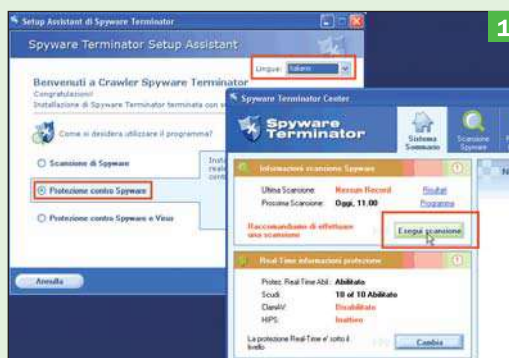 Setup Assistant di Spyware Terminator
Spyware Terminator Setup Assistant
Lingua: Italiano
Benvenuti a Crawler Spyware Terminator
Congratulazioni!
Installazione di Spyware Terminator terminata con
Come si desidera utilizzare il programma?
Scansione di Spyware
Protezione contro Spyware
Protezione contro Spyware e Virus
Annulla
1
Spyware Terminator Center
Spyware
Terminator
Sistema
Sommario
Scansione
Spyware
Informazioni scansione Spyware
Ultima Scansione: Nessun Record Risultati
Prossima Scansione: Oggi, 11.00 Programma
Raccomandiamo di effettuare
una scansione
Esegui scansione
Real Time informazioni protezione
Protez. Real Time Abil.: Abilitato
Scudi: 10 of 10 Abilitato
ClamAV: Disabilitato
HIPS: Inattivo
La protezione Real-Time e' sotto il
livello
Cambia